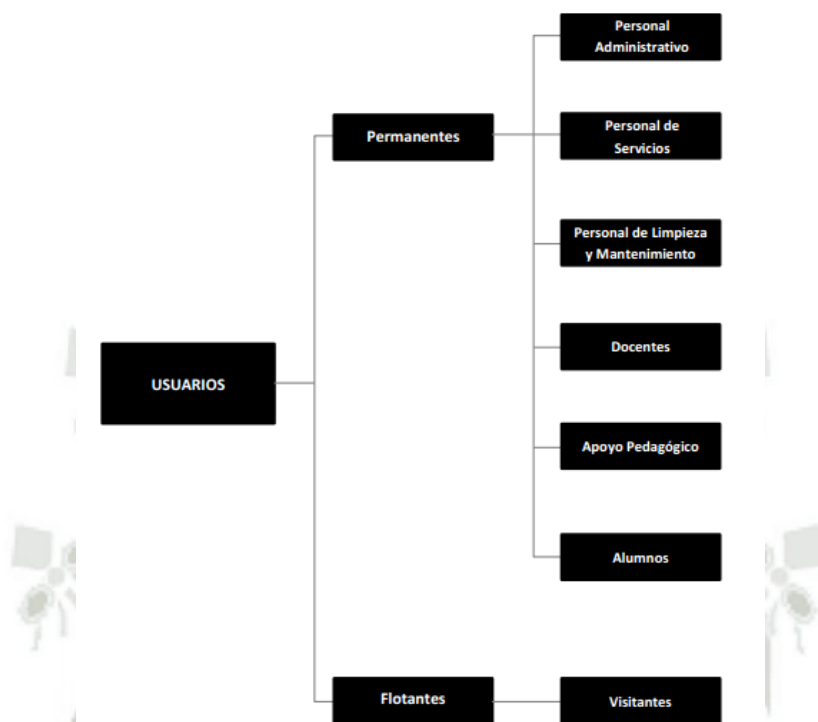 USUARIOS
Permanentes
Personal
Administrativo
Personal de
Servicios
Personal de Limpieza
y Mantenimiento
Docentes
Apoyo Pedagógico
Alumnos
Flotantes
Visitantes